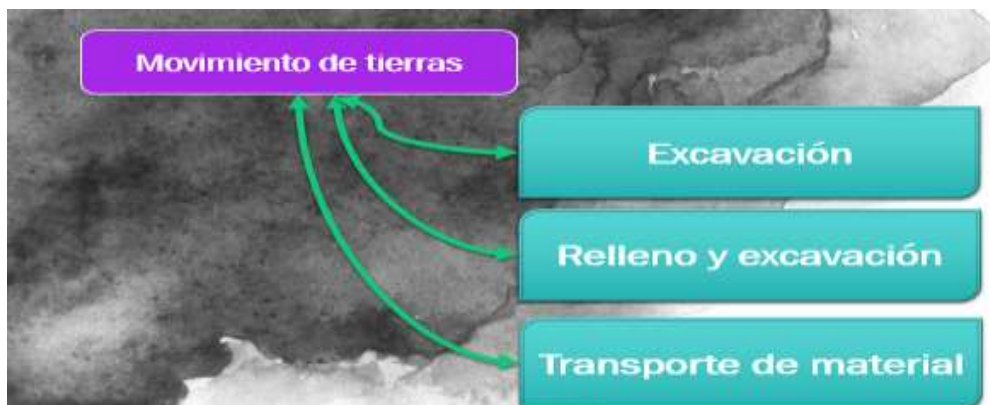 Movimiento de tierras
Excavación
Relleno y excavación
Transporte de material